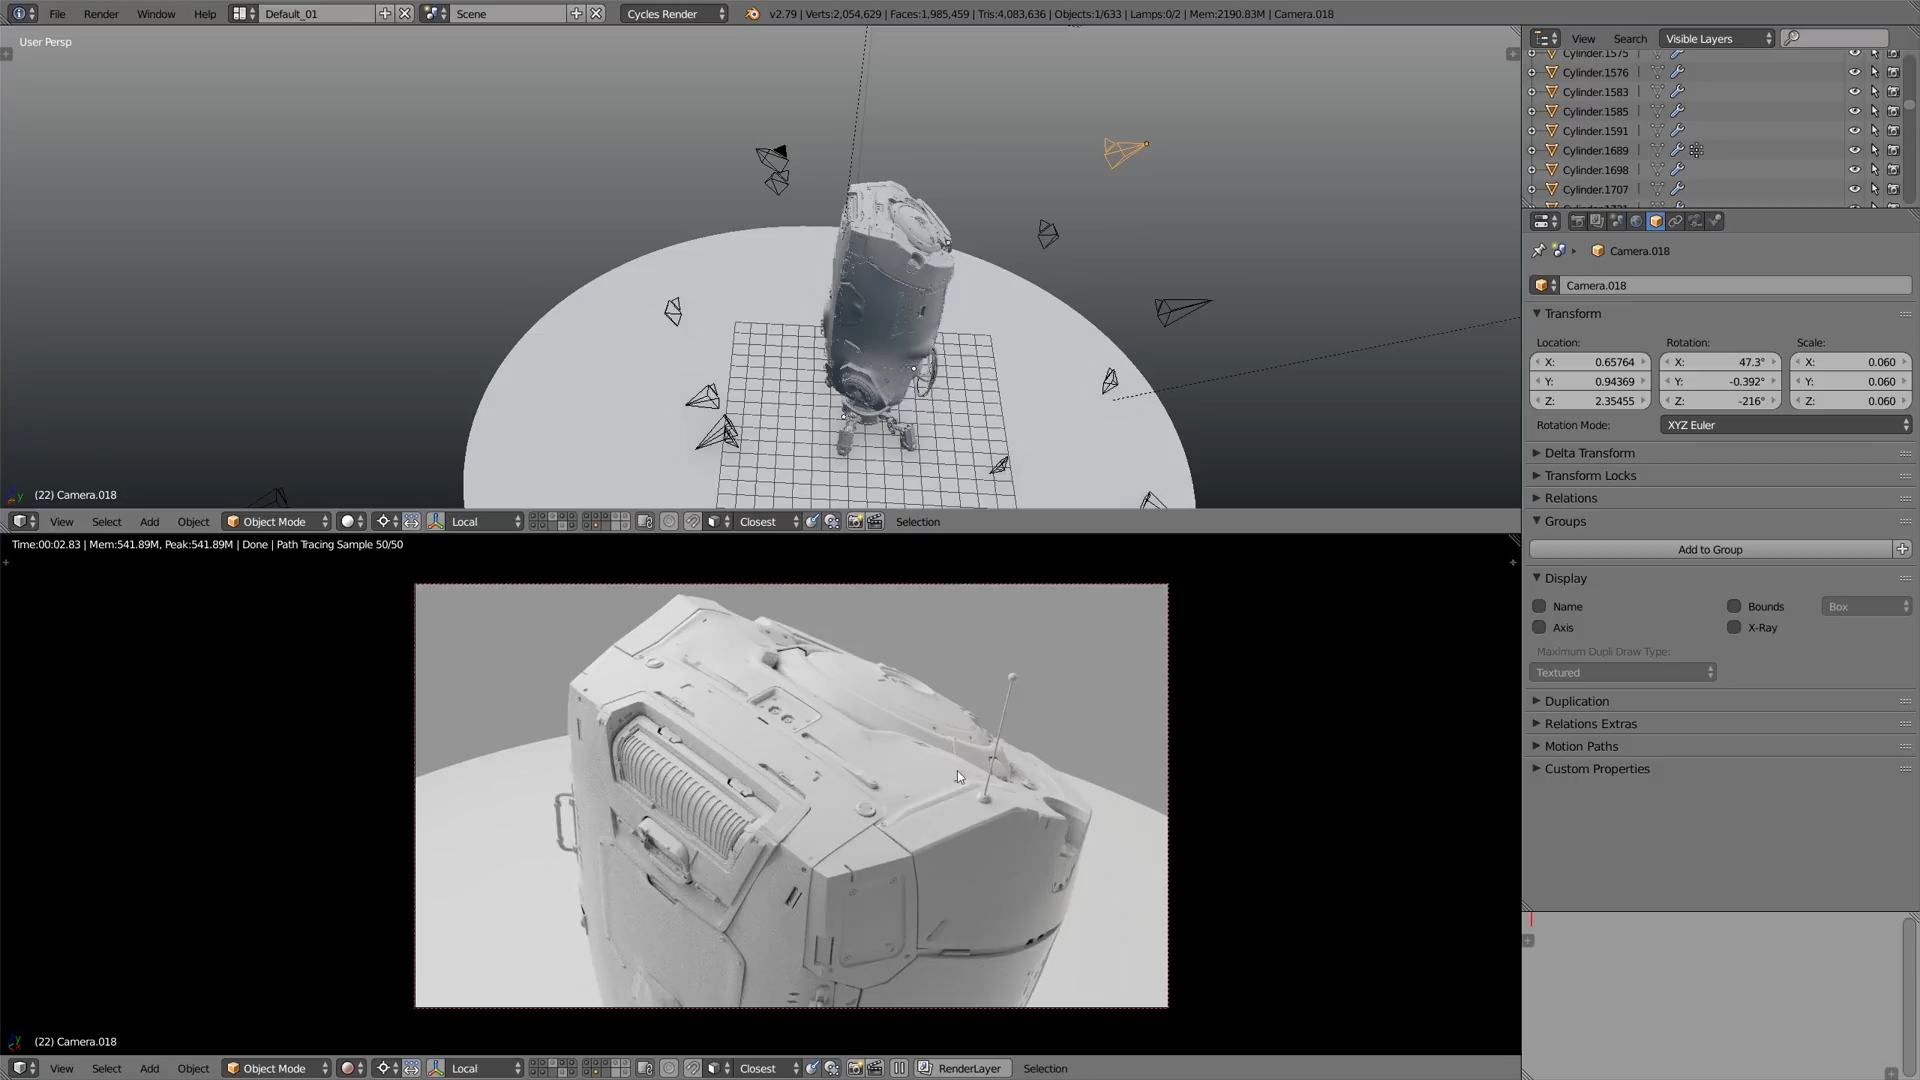 File Render Window Help Default_01 Scene Cycles Render v2.79 | Verts:2,054,629 | Faces:1,985,459 | Tris:4,083,636 | Objects:1/633 | Lamps:0/2 | Mem:2190.83M | Camera.018
User Persp
(22) Camera.018
View Select Add Object Object Mode Local Closest Selection
Time:00:02.83 | Mem:541.89M, Peak:541.89M | Done | Path Tracing Sample 50/50
(22) Camera.018
View Select Add Object Object Mode Local Closest RenderLayer Selection
View Search Visible Layers
Cylinder.1575
Cylinder.1576
Cylinder.1583
Cylinder.1585
Cylinder.1591
Cylinder.1689
Cylinder.1698
Cylinder.1707
Camera.018
Camera.018
Transform
Location: Rotation: Scale:
X: 0.65764 X: 47.3° X: 0.060
Y: 0.94369 Y: -0.392° Y: 0.060
Z: 2.35455 Z: -216° Z: 0.060
Rotation Mode: XYZ Euler
Delta Transform
Transform Locks
Relations
Groups
Add to Group
Display
Name Bounds Box
Axis X-Ray
Maximum Dupli Draw Type:
Textured
Duplication
Relations Extras
Motion Paths
Custom Properties